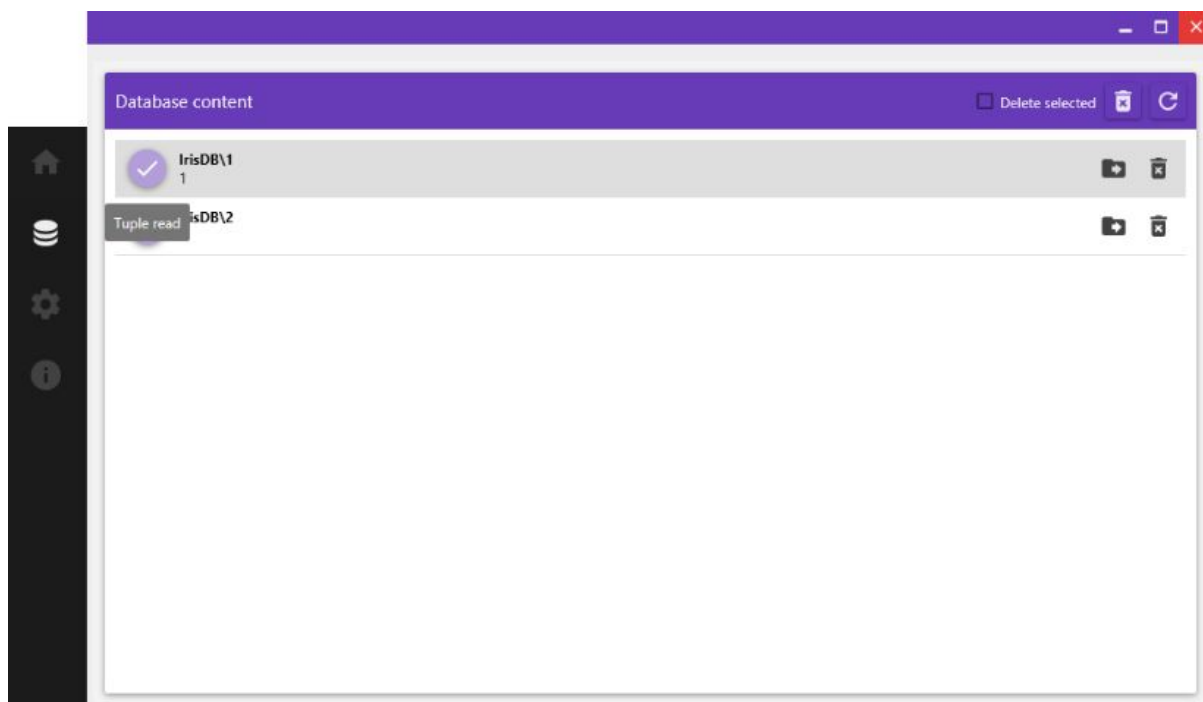 Database content
Delete selected
IrisDB\1
1
Tuple read
isDB\2